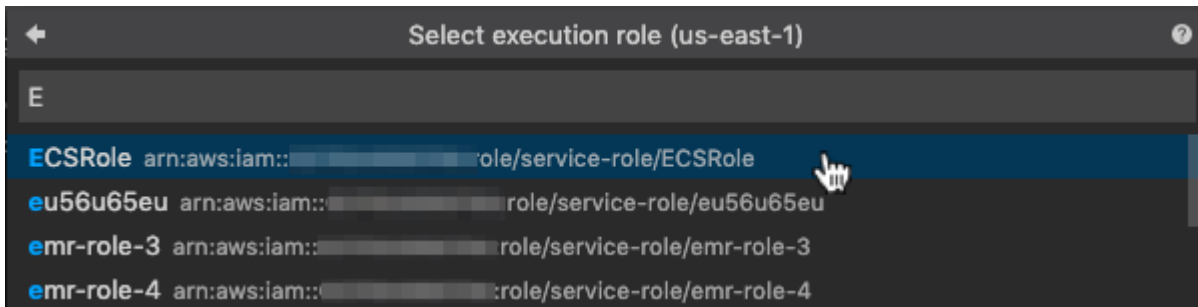 Select execution role (us-east-1)
E
ECSRole arn:aws:iam:: role/service-role/ECSRole
eu56u65eu arn:aws:iam:: role/service-role/eu56u65eu
emr-role-3 arn:aws:iam:: :role/service-role/emr-role-3
emr-role-4 arn:aws:iam:: :role/service-role/emr-role-4